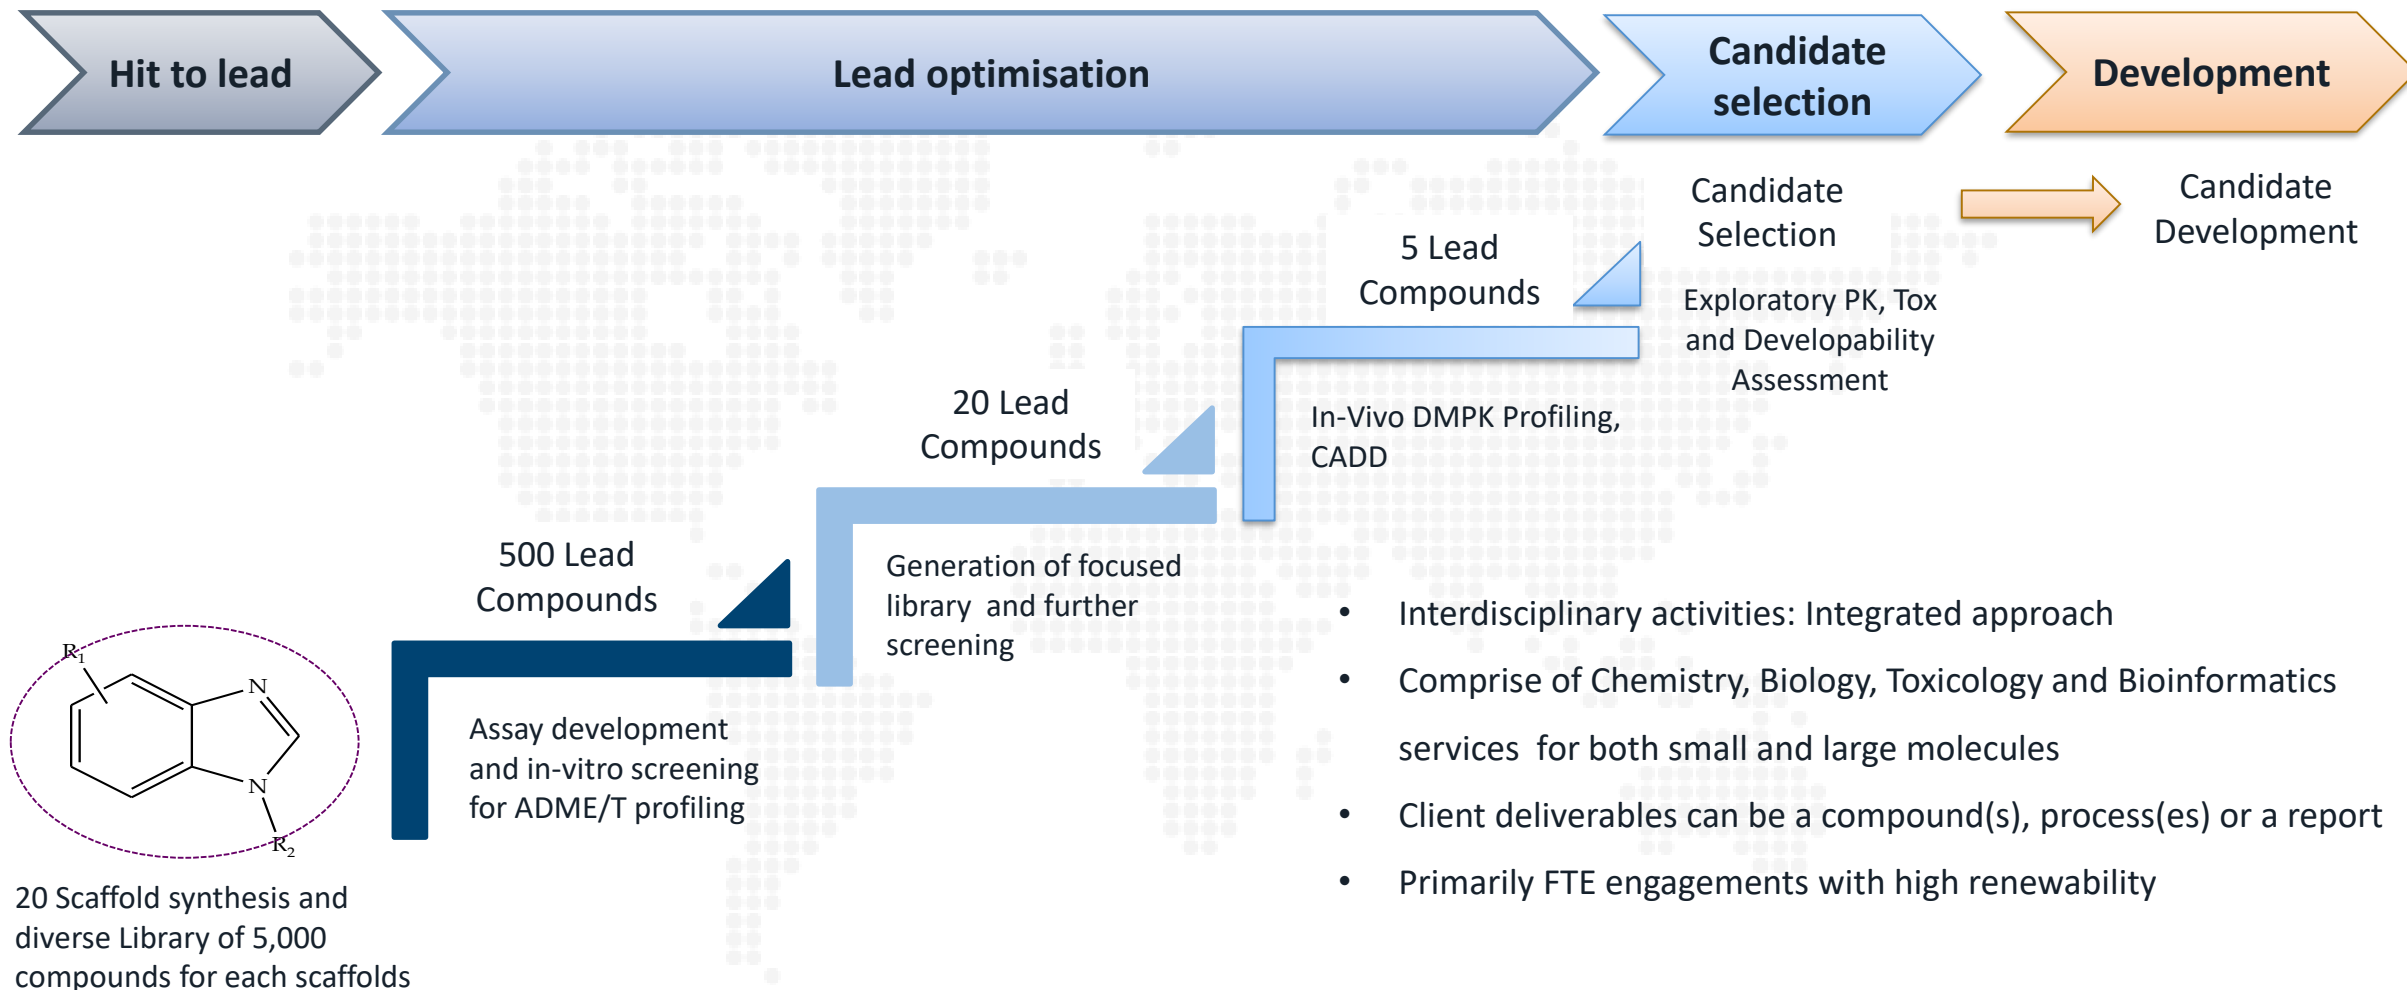 Hit to lead
Lead optimisation
Candidate
selection
Development
Candidate
Selection
Candidate
Development
Exploratory PK, Tox
and Developability
Assessment
5 Lead
Compounds
In-Vivo DMPK Profiling,
CADD
20 Lead
Compounds
Generation of focused
library  and further
screening
500 Lead
Compounds
Assay development
and in-vitro screening
for ADME/T profiling
R1
N
N
R2
20 Scaffold synthesis and
diverse Library of 5,000
compounds for each scaffolds
• Interdisciplinary activities: Integrated approach
• Comprise of Chemistry, Biology, Toxicology and Bioinformatics
services  for both small and large molecules
• Client deliverables can be a compound(s), process(es) or a report
• Primarily FTE engagements with high renewability